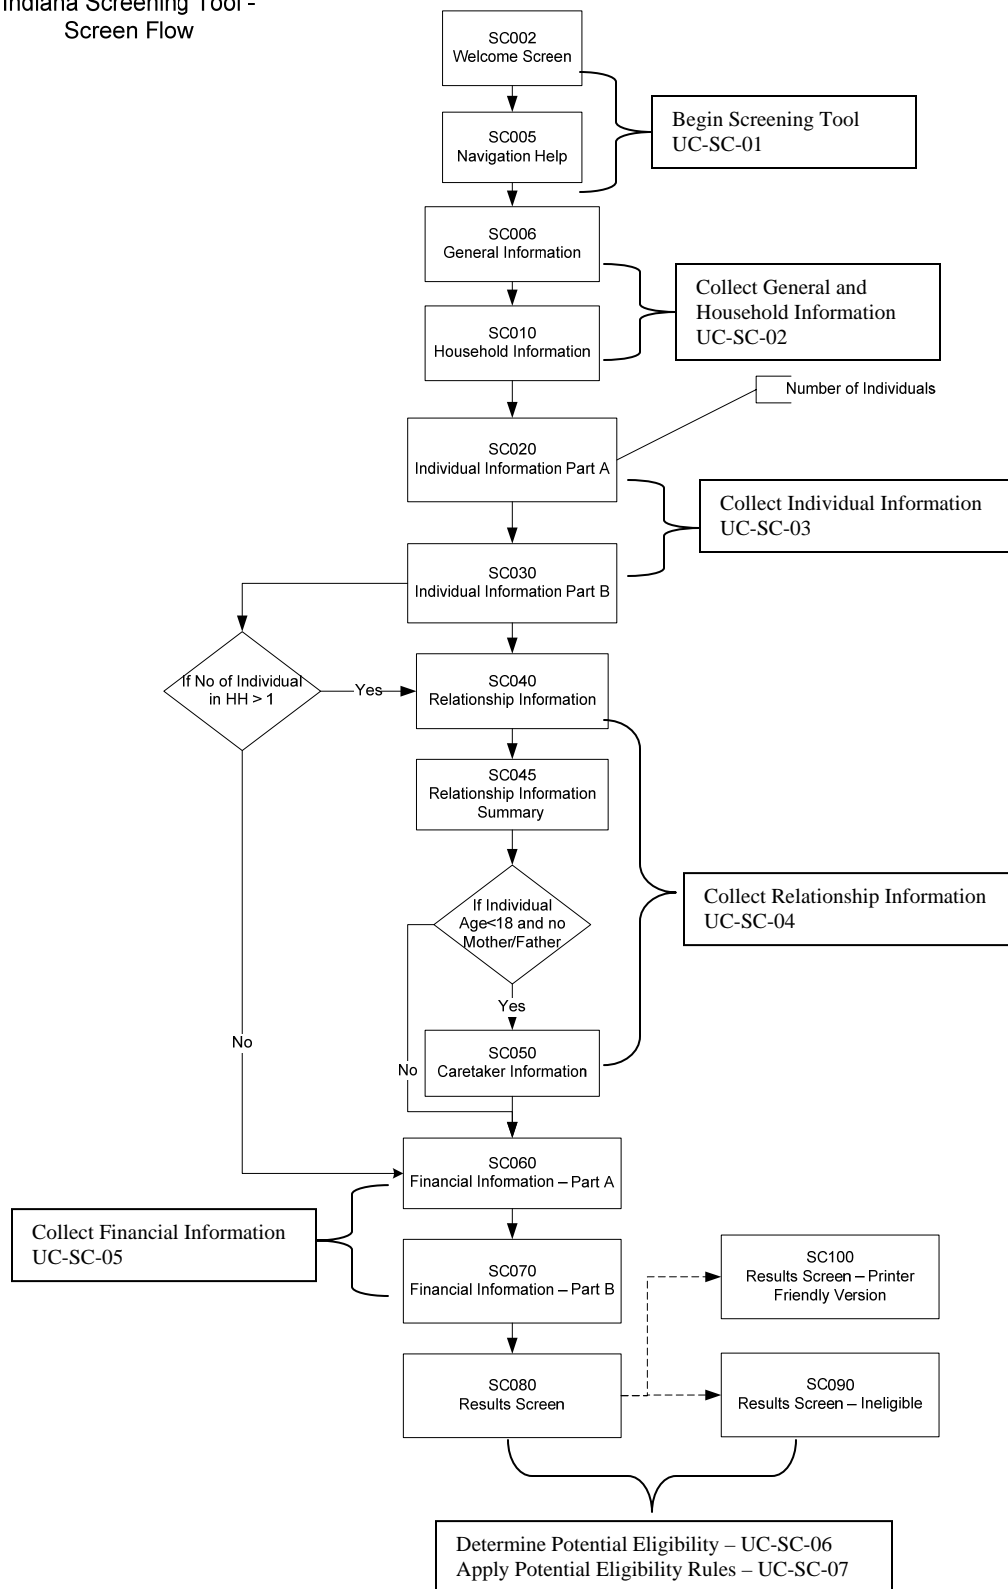 Indiana Screening Tool -
Screen Flow
SC002
Welcome Screen
SC005
Navigation Help
Begin Screening Tool
UC-SC-01
SC006
General Information
SC010
Household Information
Collect General and
Household Information
UC-SC-02
Number of Individuals
SC020
Individual Information Part A
Collect Individual Information
UC-SC-03
SC030
Individual Information Part B
If No of Individual
in HH > 1
Yes
SC040
Relationship Information
SC045
Relationship Information
Summary
If Individual
Age<18 and no
Mother/Father
Collect Relationship Information
UC-SC-04
Yes
No
No
SC050
Caretaker Information
SC060
Financial Information – Part A
Collect Financial Information
UC-SC-05
SC070
Financial Information – Part B
SC100
Results Screen – Printer
Friendly Version
SC080
Results Screen
SC090
Results Screen – Ineligible
Determine Potential Eligibility – UC-SC-06
Apply Potential Eligibility Rules – UC-SC-07